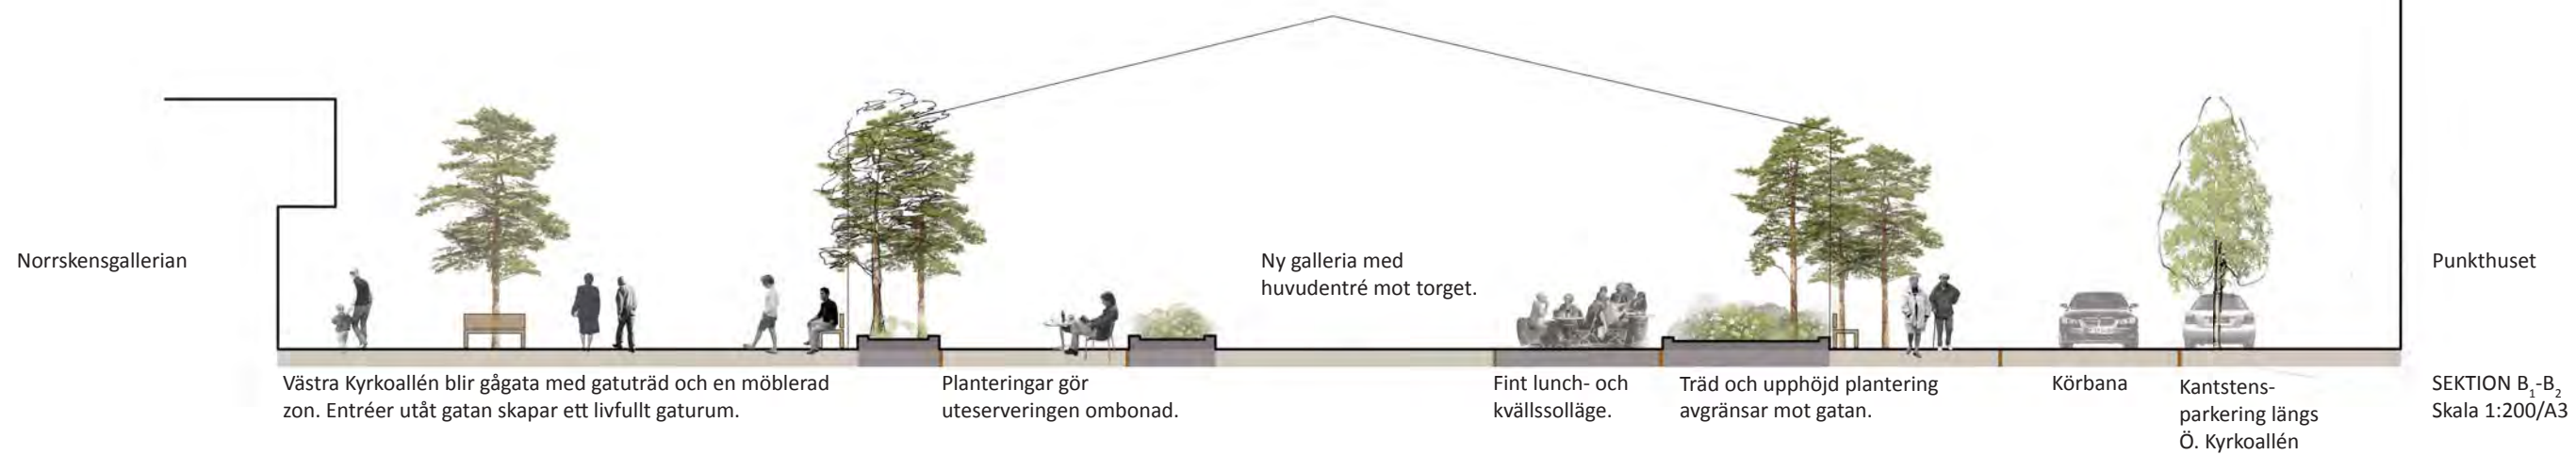 Norrskensgallerian
Ny galleria med
huvudentré mot torget.
Punkthuset
Västra Kyrkoallén blir gågata med gatuträd och en möblerad
zon. Entréer utåt gatan skapar ett livfullt gaturum.
Planteringar gör
uteserveringen ombonad.
Fint lunch- och
kvällssolläge.
Träd och upphöjd plantering
avgränsar mot gatan.
Körbana
Kantstens-
parkering längs
Ö. Kyrkoallén
SEKTION B₁-B₂
Skala 1:200/A3